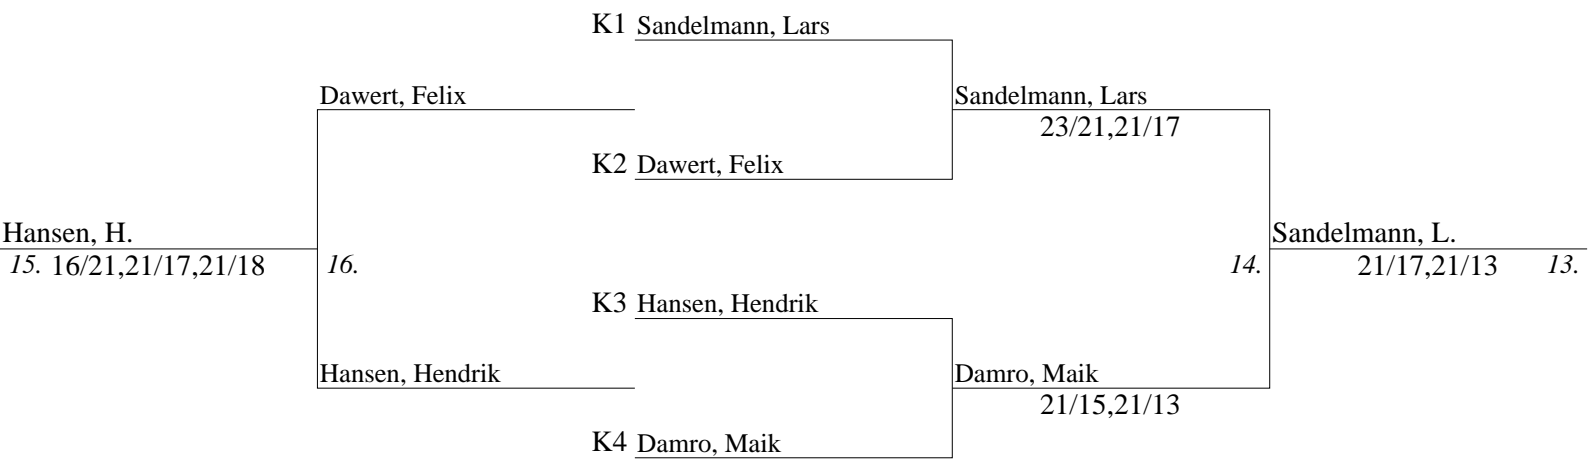 K1 Sandelmann, Lars
Dawert, Felix
Sandelmann, Lars
23/21,21/17
K2 Dawert, Felix
Hansen, H.
Sandelmann, L.
15. 16/21,21/17,21/18
16.
14.
21/17,21/13
13.
K3 Hansen, Hendrik
Hansen, Hendrik
Damro, Maik
21/15,21/13
K4 Damro, Maik